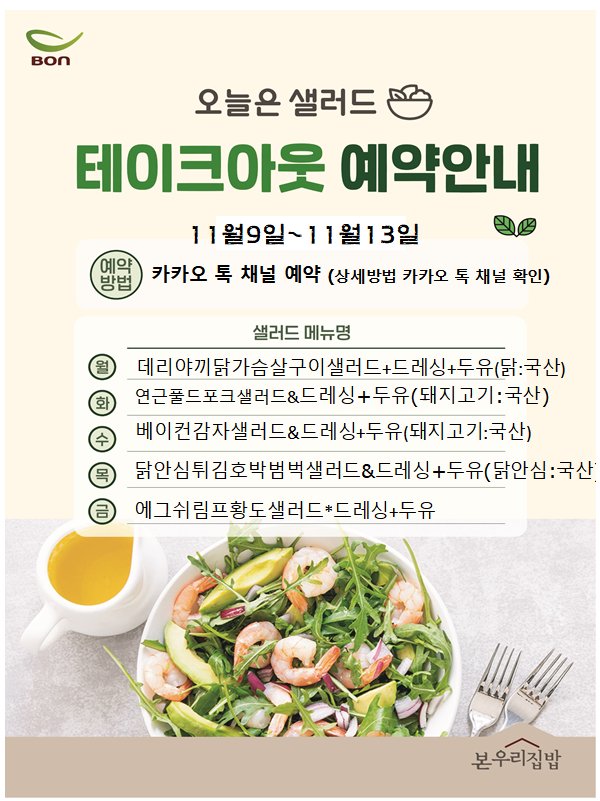 BON
오늘은 샐러드
테이크아웃 예약안내
11월9일~11월13일
예약
방법
카카오 톡 채널 예약 (상세방법 카카오 톡 채널 확인)
샐러드 메뉴명
월 데리야끼닭가슴살구이샐러드+드레싱+두유(닭:국산)
화 연근풀드포크샐러드&드레싱+두유(돼지고기:국산)
수 베이컨감자샐러드&드레싱+두유(돼지고기:국산)
목 닭안심튀김호박범벅샐러드&드레싱+두유(닭안심:국산)
금 에그쉬림프황도샐러드*드레싱+두유
본우리집밥